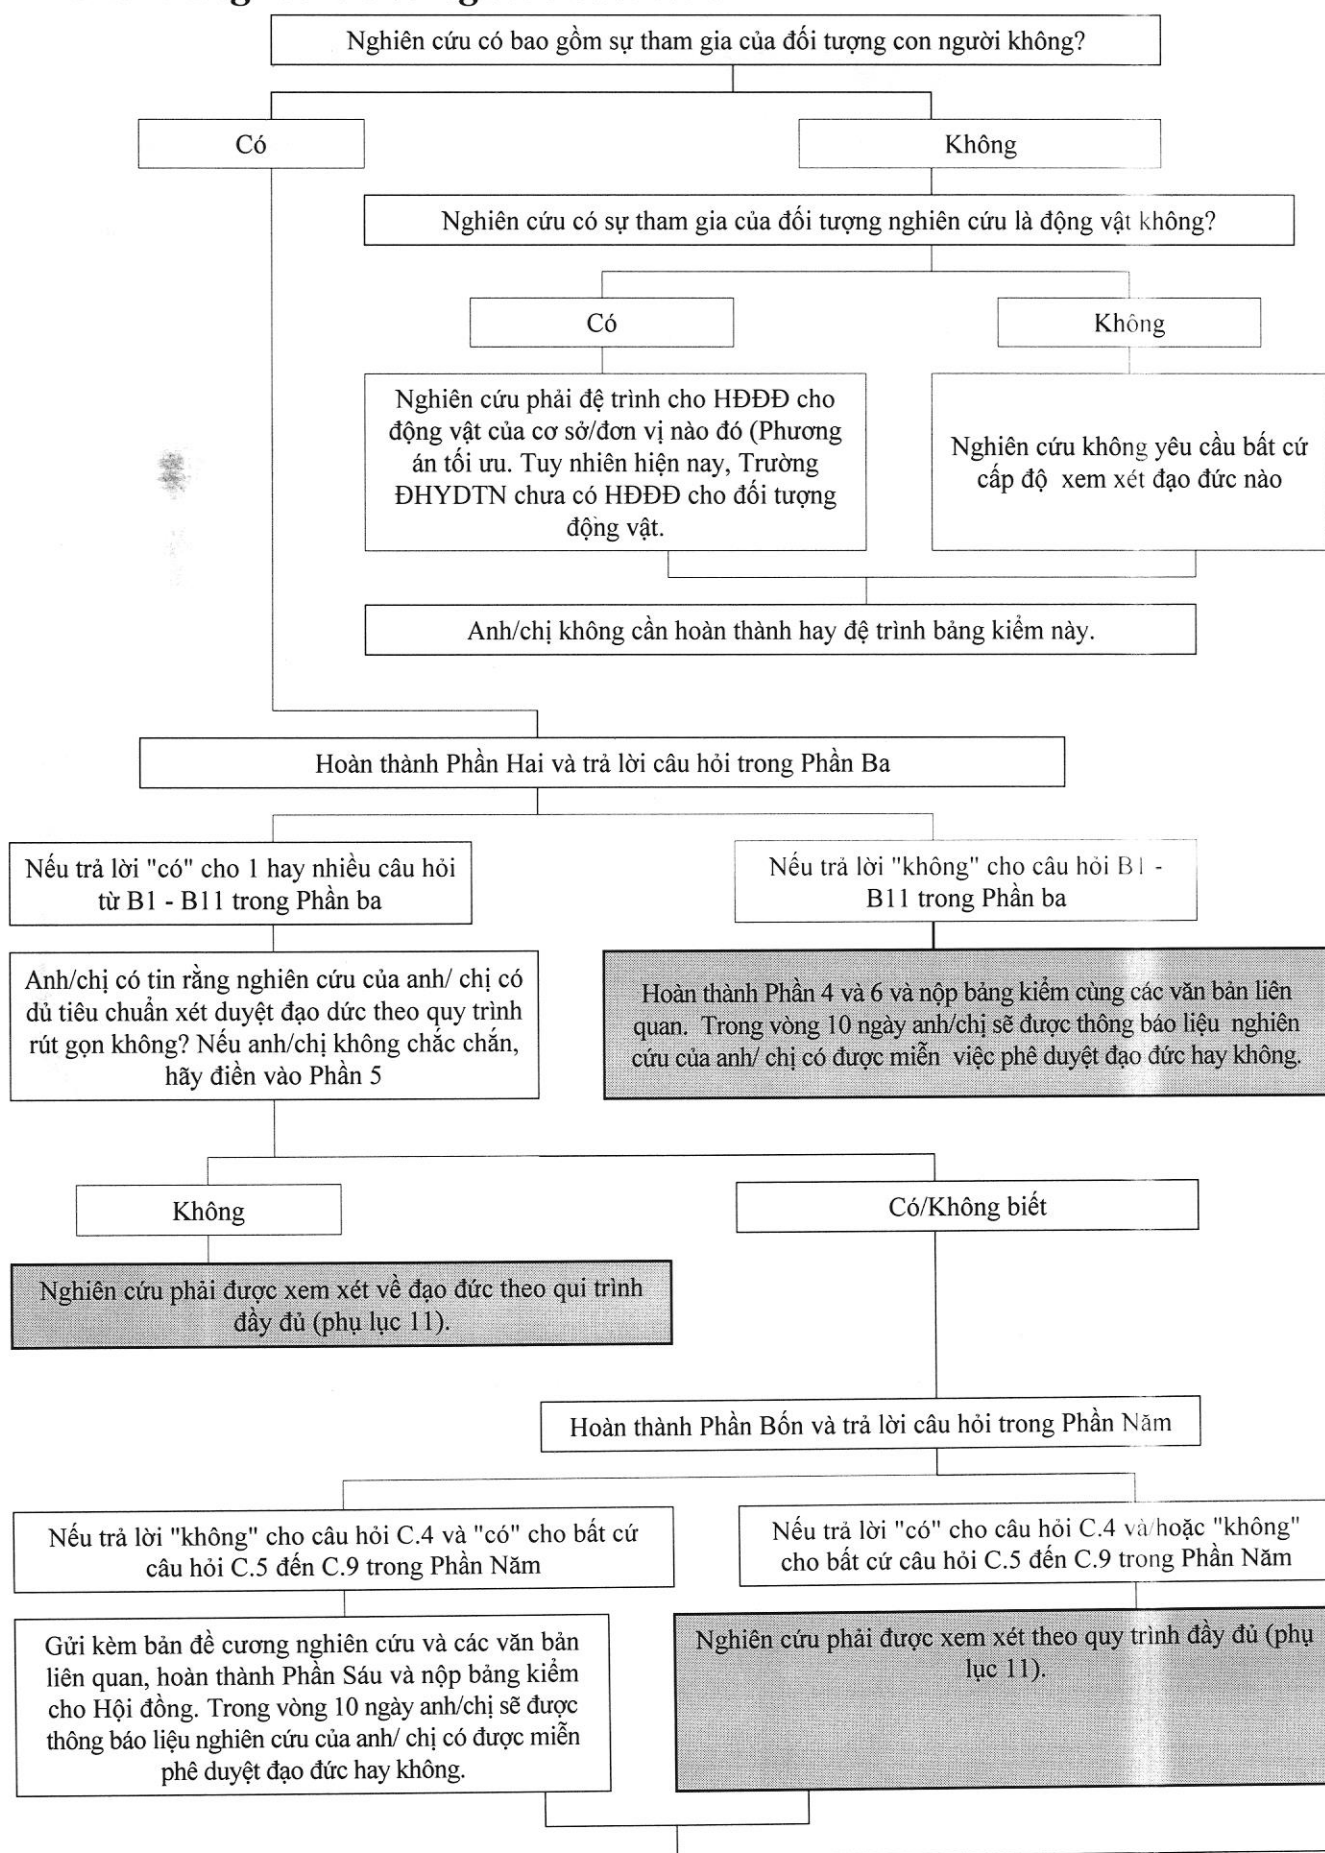 Nghiên cứu có bao gồm sự tham gia của đối tượng con người không?
Có
Không
Nghiên cứu có sự tham gia của đối tượng nghiên cứu là động vật không?
Có
Không
Nghiên cứu phải đệ trình cho HĐĐĐ cho
động vật của cơ sở/đơn vị nào đó (Phương
án tối ưu. Tuy nhiên hiện nay, Trường
ĐHYDTN chưa có HĐĐĐ cho đối tượng
động vật.
Nghiên cứu không yêu cầu bất cứ
cấp độ xem xét đạo đức nào
Anh/chị không cần hoàn thành hay đệ trình bảng kiểm này.
Hoàn thành Phần Hai và trả lời câu hỏi trong Phần Ba
Nếu trả lời "có" cho 1 hay nhiều câu hỏi
từ B1 - B11 trong Phần ba
Nếu trả lời "không" cho câu hỏi B1 -
B11 trong Phần ba
Anh/chị có tin rằng nghiên cứu của anh/ chị có
dủ tiêu chuẩn xét duyệt đạo dức theo quy trình
rút gọn không? Nếu anh/chị không chắc chắn,
hãy điền vào Phần 5
Hoàn thành Phần 4 và 6 và nộp bảng kiểm cùng các văn bản liên
quan. Trong vòng 10 ngày anh/chị sẽ được thông báo liệu nghiên
cứu của anh/ chị có được miễn việc phê duyệt đạo đức hay không.
Không
Có/Không biết
Nghiên cứu phải được xem xét về đạo đức theo qui trình
đầy đủ (phụ lục 11).
Hoàn thành Phần Bốn và trả lời câu hỏi trong Phần Năm
Nếu trả lời "không" cho câu hỏi C.4 và "có" cho bất cứ
câu hỏi C.5 đến C.9 trong Phần Năm
Nếu trả lời "có" cho câu hỏi C.4 và/hoặc "không"
cho bất cứ câu hỏi C.5 đến C.9 trong Phần Năm
Gửi kèm bản đề cương nghiên cứu và các văn bản
liên quan, hoàn thành Phần Sáu và nộp bảng kiểm
cho Hội đồng. Trong vòng 10 ngày anh/chị sẽ được
thông báo liệu nghiên cứu của anh/ chị có được miễn
phê duyệt đạo đức hay không.
Nghiên cứu phải được xem xét theo quy trình đầy đủ (phụ
lục 11).